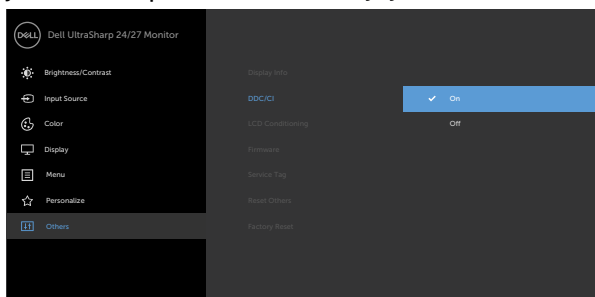 DELL Dell UltraSharp 24/27 Monitor
Brightness/Contrast Display Info
Input Source DDC/CI On
Color LCD Conditioning Off
Display Firmware
Menu Service Tag
Personalize Reset Others
Others Factory Reset